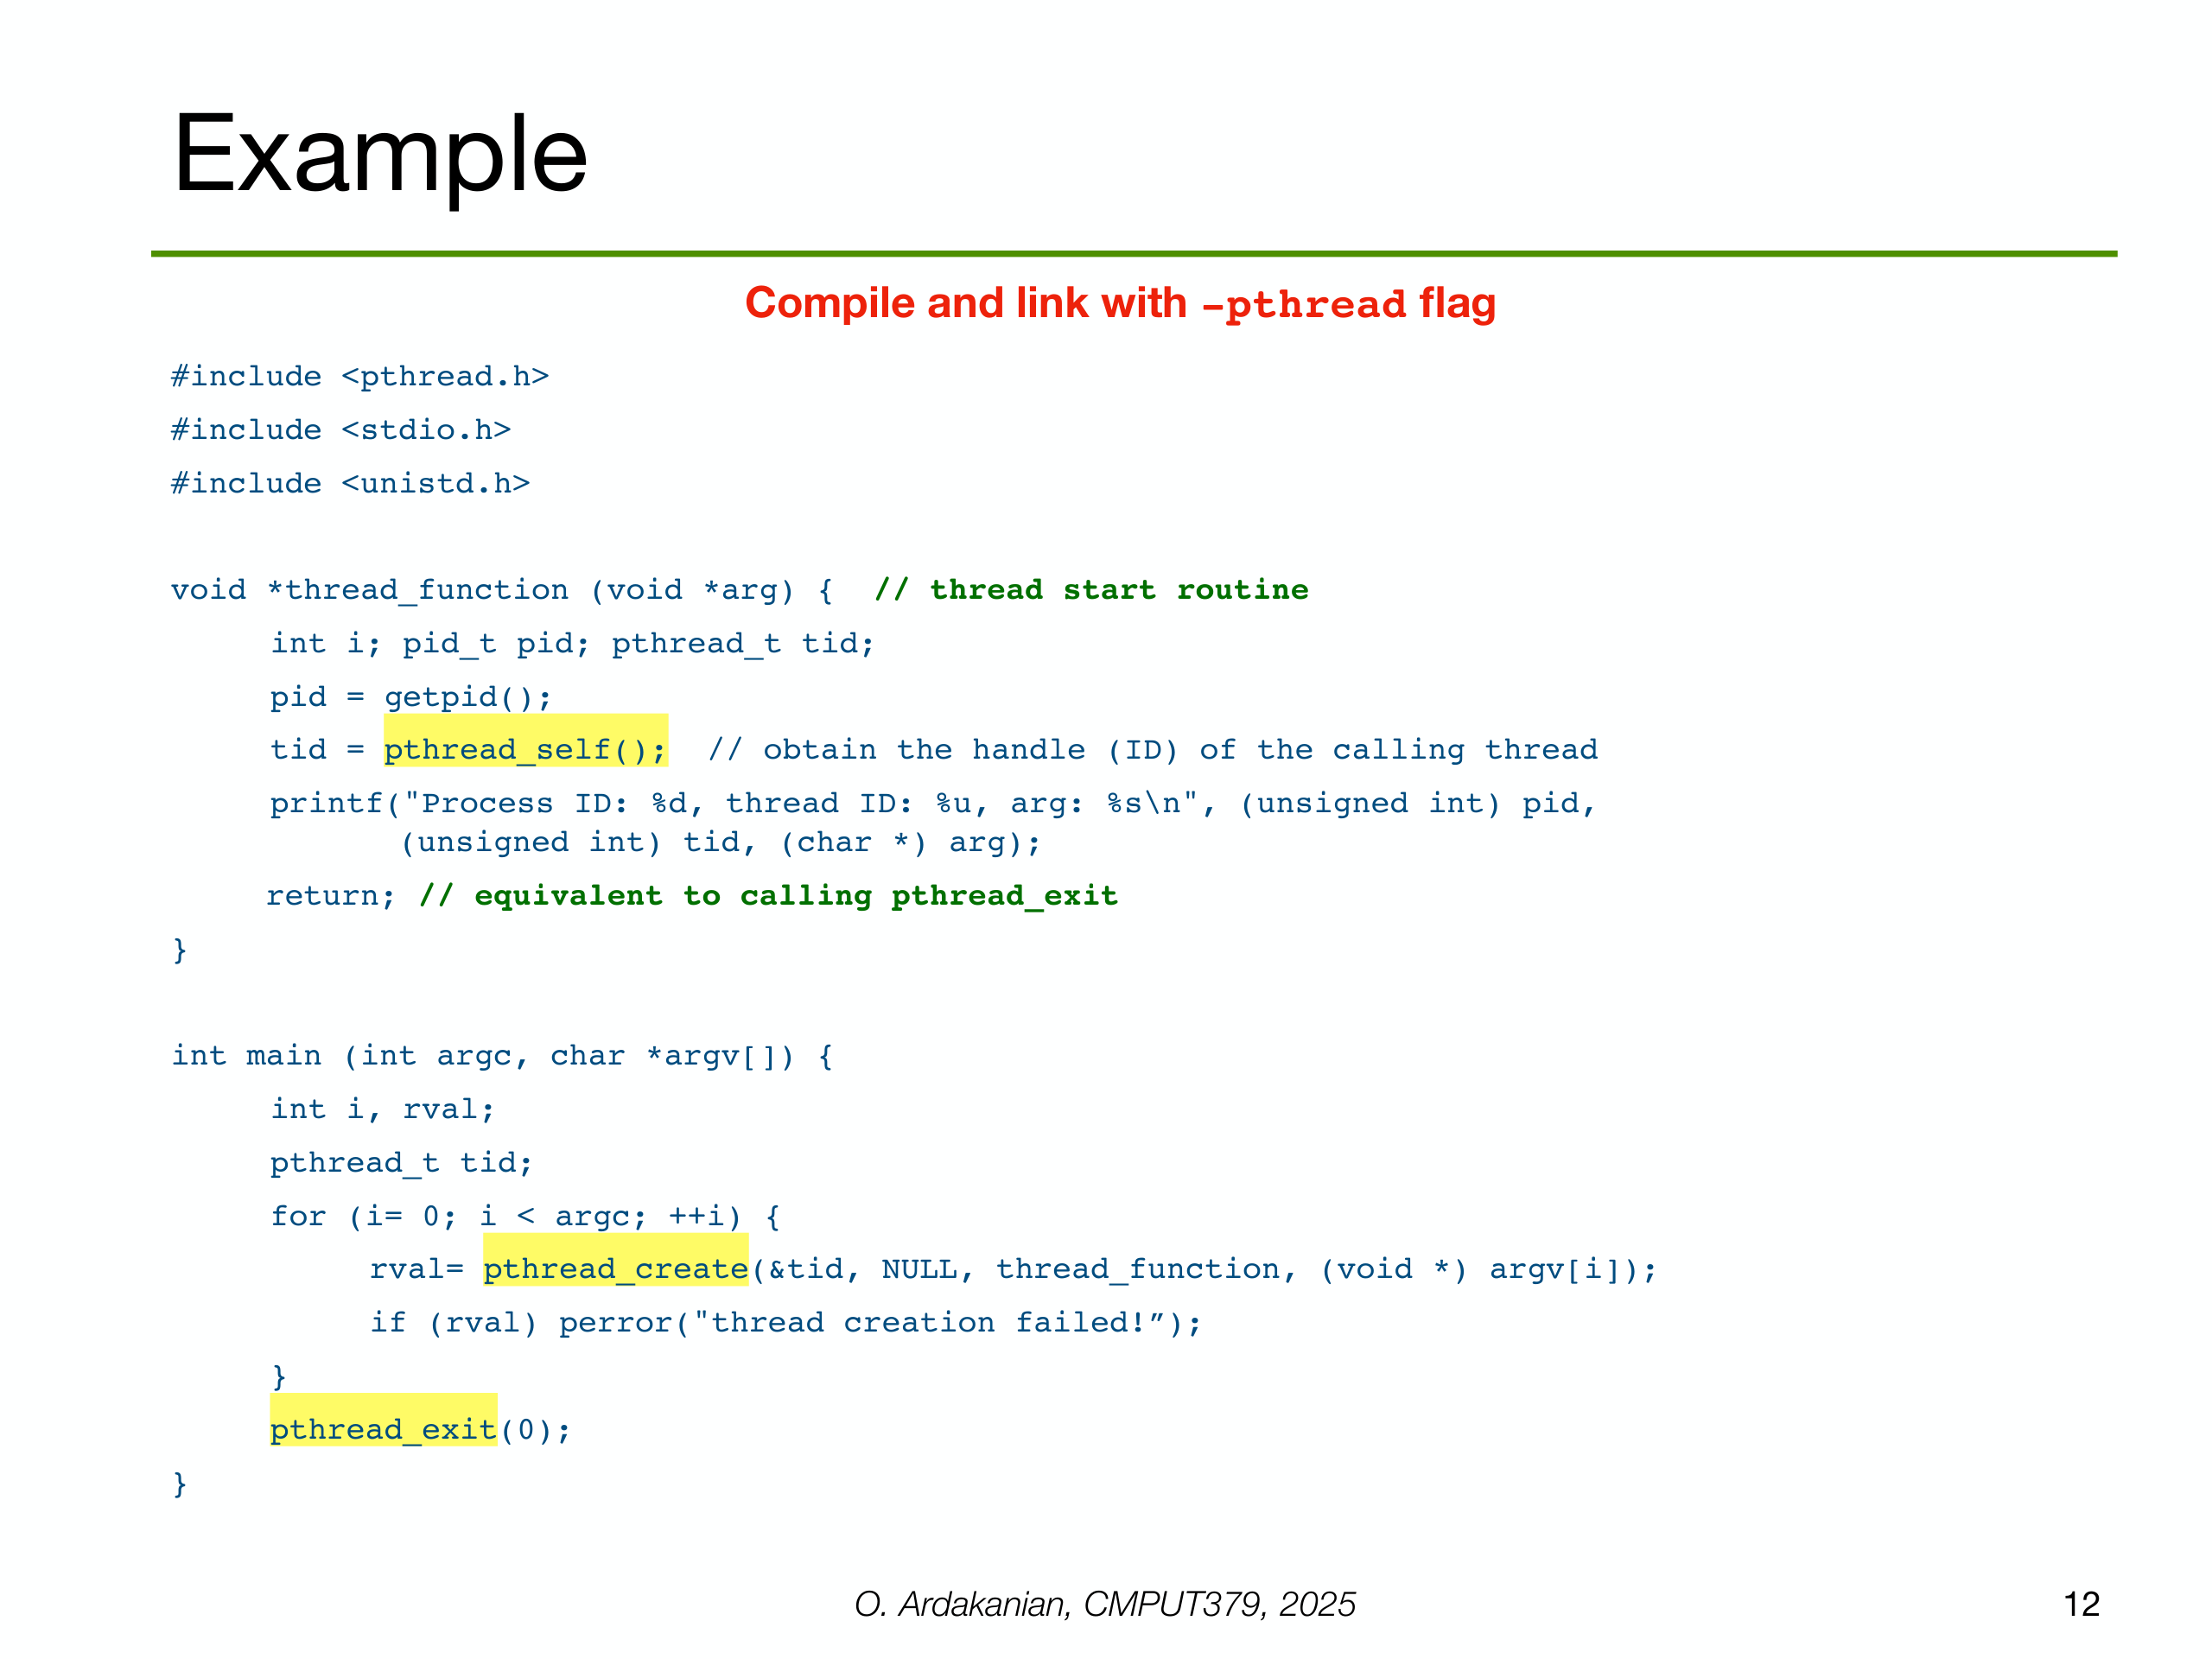 Example
Compile and link with –pthread flag
#include <pthread.h>
#include <stdio.h>
#include <unistd.h>
void *thread_function (void *arg) {  // thread start routine
int i; pid_t pid; pthread_t tid;
pid = getpid();
tid = pthread_self();  // obtain the handle (ID) of the calling thread
printf("Process ID: %d, thread ID: %u, arg: %s\n", (unsigned int) pid,
(unsigned int) tid, (char *) arg);
return; // equivalent to calling pthread_exit
}
int main (int argc, char *argv[]) {
int i, rval;
pthread_t tid;
for (i= 0; i < argc; ++i) {
rval= pthread_create(&tid, NULL, thread_function, (void *) argv[i]);
if (rval) perror("thread creation failed!”);
}
pthread_exit(0);
}
O. Ardakanian, CMPUT379, 2025
12